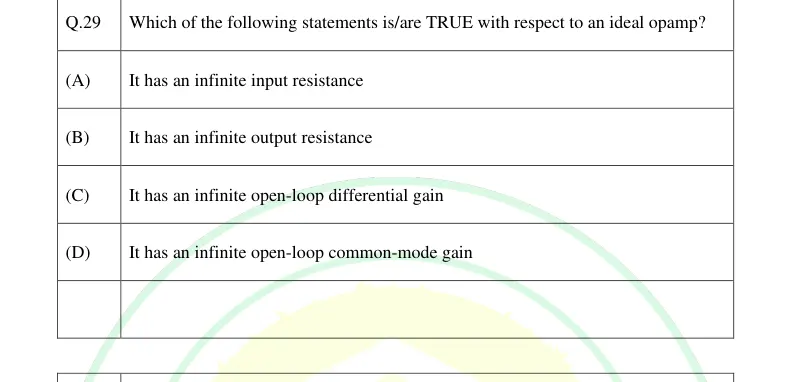 Q.29 Which of the following statements is/are TRUE with respect to an ideal opamp?
(A) It has an infinite input resistance
(B) It has an infinite output resistance
(C) It has an infinite open-loop differential gain
(D) It has an infinite open-loop common-mode gain